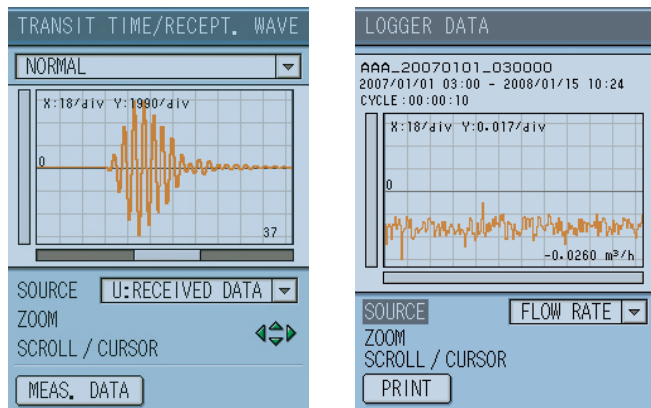 TRANSIT TIME/RECEPT. WAVE
NORMAL
X:18/div Y:1990/div
0
37
SOURCE U:RECEIVED DATA
ZOOM
SCROLL / CURSOR
MEAS. DATA
LOGGER DATA
AAA_20070101_030000
2007/01/01 03:00 - 2008/01/15 10:24
CYCLE:00:00:10
X:18/div Y:0.017/div
0
-0.0260 m³/h
SOURCE FLOW RATE
ZOOM
SCROLL / CURSOR
PRINT